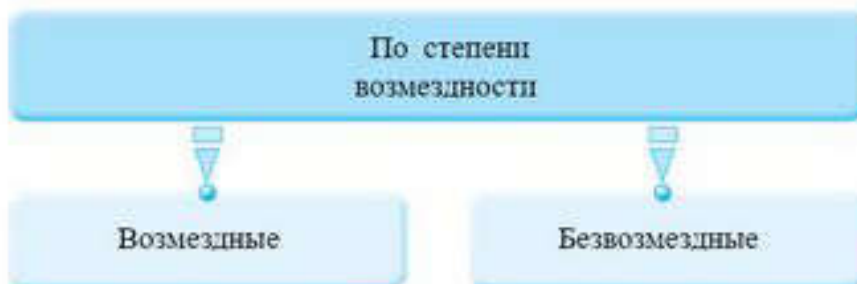 По степени
возмездности
Возмездные
Безвозмездные